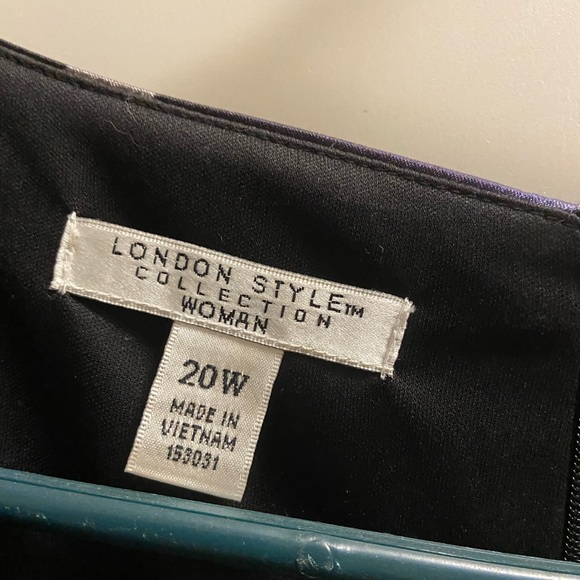 LONDON STYLE™
COLLECTION
WOMAN
20W
MADE IN
VIETNAM
153031